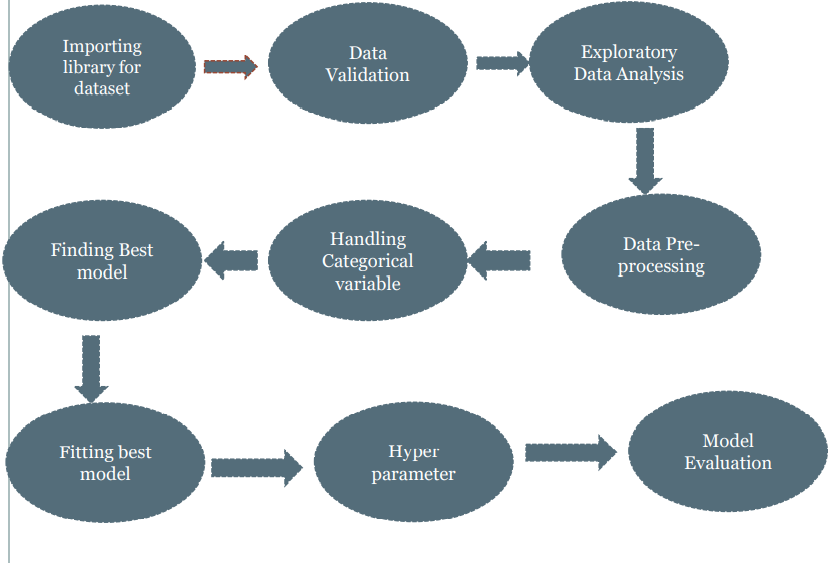 Importing
library for
dataset
Data
Validation
Exploratory
Data Analysis
Data Pre-
processing
Handling
Categorical
variable
Finding Best
model
Fitting best
model
Hyper
parameter
Model
Evaluation